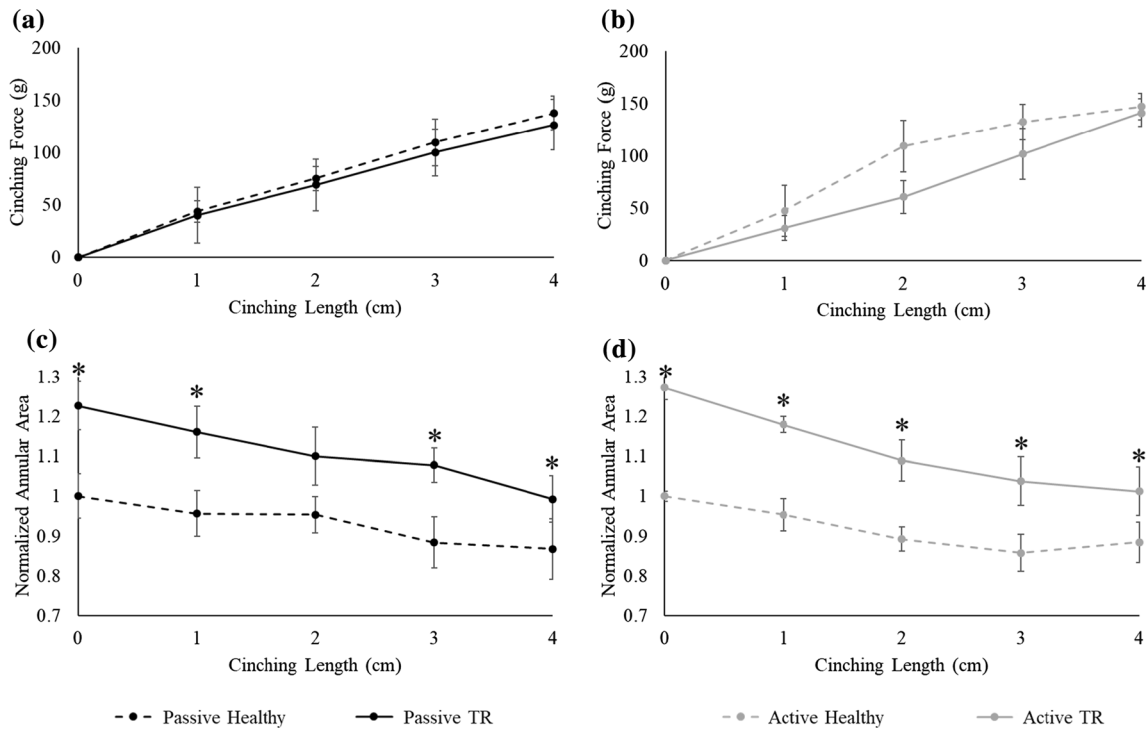 (a)
200
150
100
50
0
Cinching Force (g)
0 1 2 3 4
Cinching Length (cm)
(b)
200
150
100
50
0
Cinching Force (g)
0 1 2 3 4
Cinching Length (cm)
(c)
1.3
1.2
1.1
1
0.9
0.8
0.7
Normalized Annular Area
* * * *
0 1 2 3 4
Cinching Length (cm)
(d)
1.3
1.2
1.1
1
0.9
0.8
0.7
Normalized Annular Area
* * * * *
0 1 2 3 4
Cinching Length (cm)
Passive Healthy Passive TR Active Healthy Active TR